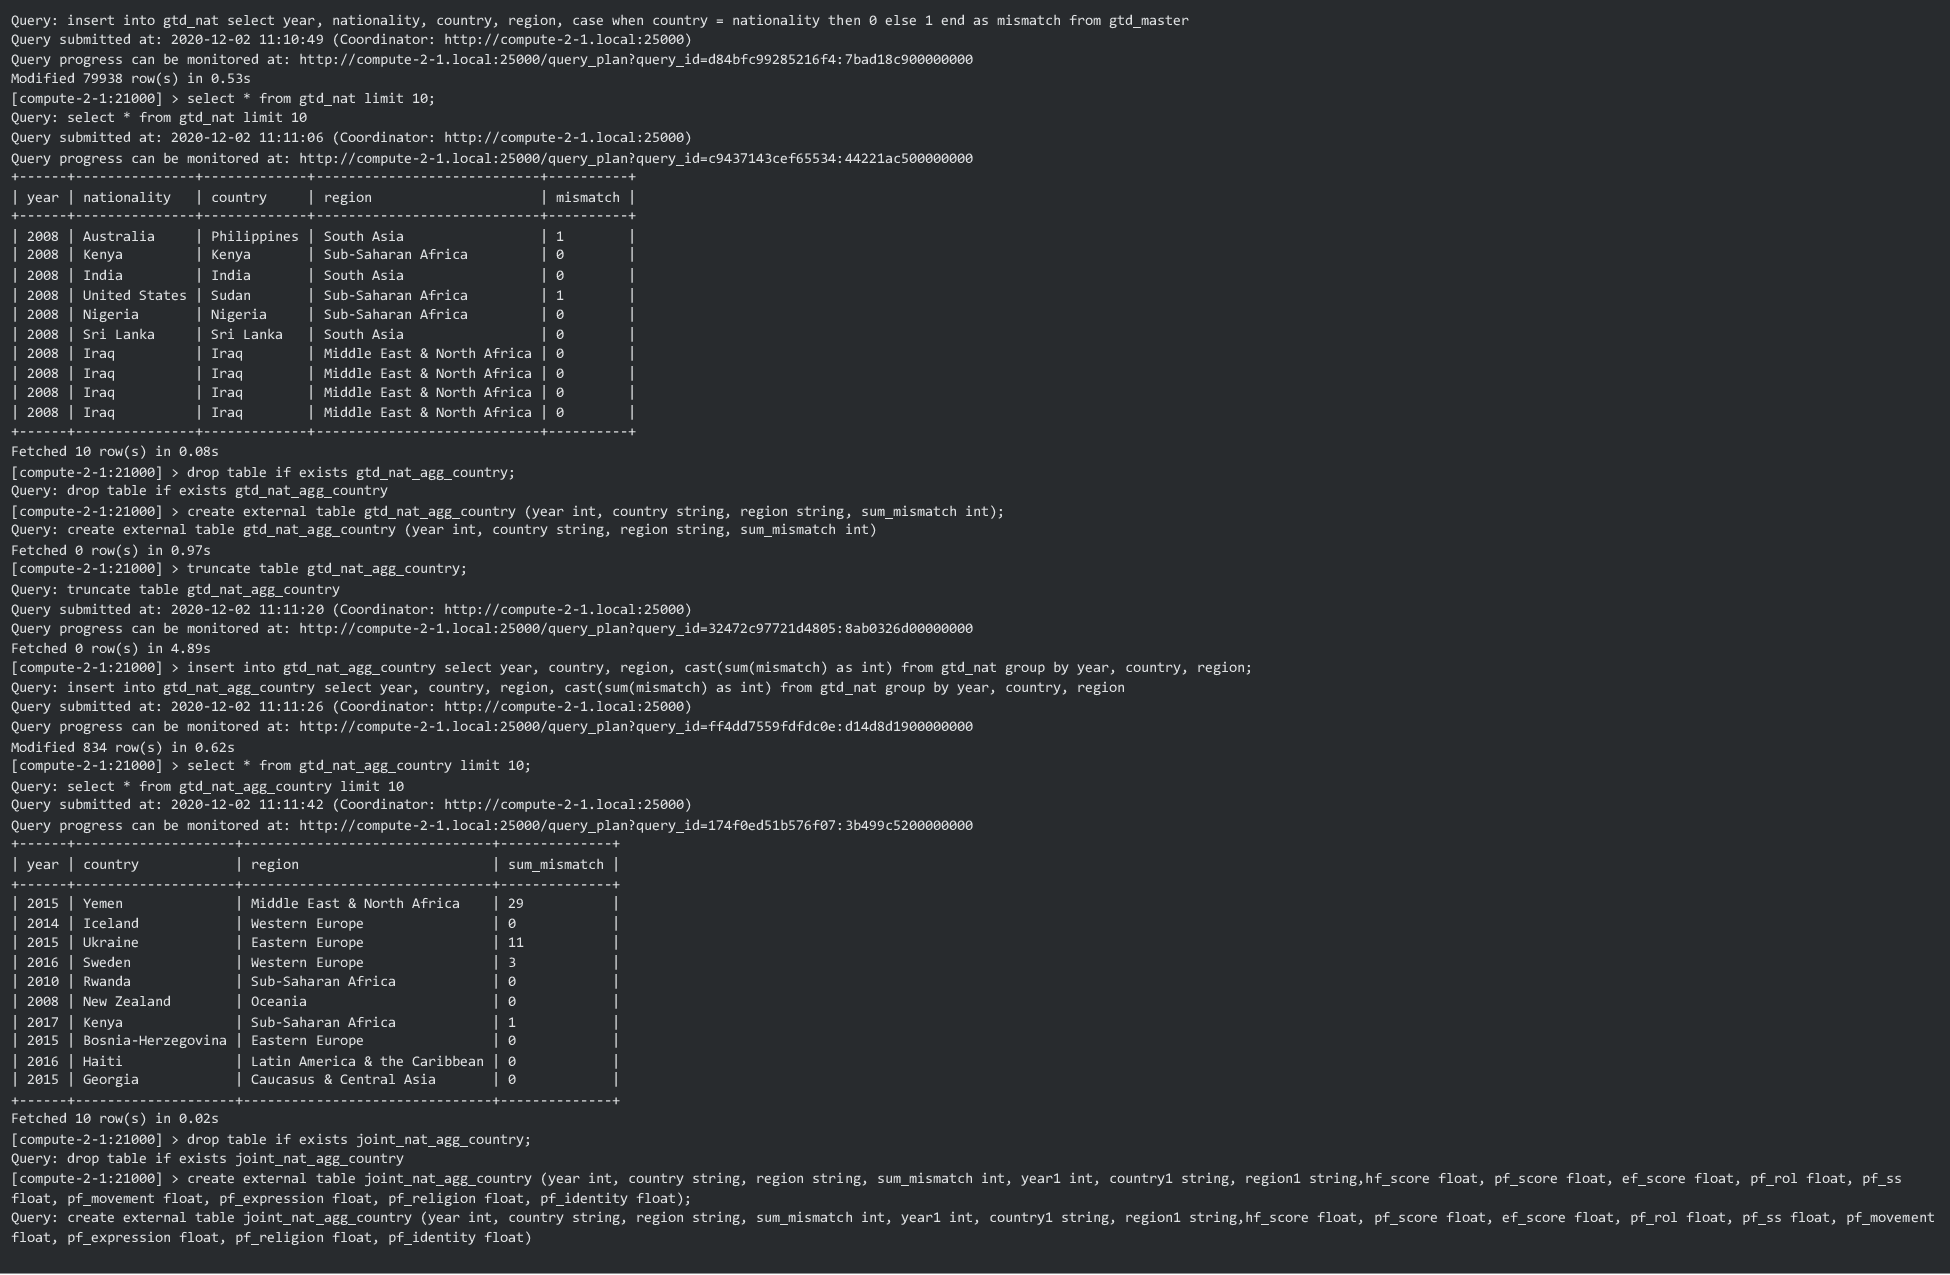 Query: insert into gtd_nat select year, nationality, country, region, case when country = nationality then 0 else 1 end as mismatch from gtd_master
Query submitted at: 2020-12-02 11:10:49 (Coordinator: http://compute-2-1.local:25000)
Query progress can be monitored at: http://compute-2-1.local:25000/query_plan?query_id=d84bfc99285216f4:7bad18c900000000
Modified 79938 row(s) in 0.53s
[compute-2-1:21000] > select * from gtd_nat limit 10;
Query: select * from gtd_nat limit 10
Query submitted at: 2020-12-02 11:11:06 (Coordinator: http://compute-2-1.local:25000)
Query progress can be monitored at: http://compute-2-1.local:25000/query_plan?query_id=c9437143cef65534:44221ac500000000
+------+---------------+-------------+----------------------------+----------+
| year | nationality   | country     | region                     | mismatch |
+------+---------------+-------------+----------------------------+----------+
| 2008 | Australia     | Philippines | South Asia                 | 1        |
| 2008 | Kenya         | Kenya       | Sub-Saharan Africa         | 0        |
| 2008 | India         | India       | South Asia                 | 0        |
| 2008 | United States | Sudan       | Sub-Saharan Africa         | 1        |
| 2008 | Nigeria       | Nigeria     | Sub-Saharan Africa         | 0        |
| 2008 | Sri Lanka     | Sri Lanka   | South Asia                 | 0        |
| 2008 | Iraq          | Iraq        | Middle East & North Africa | 0        |
| 2008 | Iraq          | Iraq        | Middle East & North Africa | 0        |
| 2008 | Iraq          | Iraq        | Middle East & North Africa | 0        |
| 2008 | Iraq          | Iraq        | Middle East & North Africa | 0        |
+------+---------------+-------------+----------------------------+----------+
Fetched 10 row(s) in 0.08s
[compute-2-1:21000] > drop table if exists gtd_nat_agg_country;
Query: drop table if exists gtd_nat_agg_country
[compute-2-1:21000] > create external table gtd_nat_agg_country (year int, country string, region string, sum_mismatch int);
Query: create external table gtd_nat_agg_country (year int, country string, region string, sum_mismatch int)
Fetched 0 row(s) in 0.97s
[compute-2-1:21000] > truncate table gtd_nat_agg_country;
Query: truncate table gtd_nat_agg_country
Query submitted at: 2020-12-02 11:11:20 (Coordinator: http://compute-2-1.local:25000)
Query progress can be monitored at: http://compute-2-1.local:25000/query_plan?query_id=32472c97721d4805:8ab0326d00000000
Fetched 0 row(s) in 4.89s
[compute-2-1:21000] > insert into gtd_nat_agg_country select year, country, region, cast(sum(mismatch) as int) from gtd_nat group by year, country, region;
Query: insert into gtd_nat_agg_country select year, country, region, cast(sum(mismatch) as int) from gtd_nat group by year, country, region
Query submitted at: 2020-12-02 11:11:26 (Coordinator: http://compute-2-1.local:25000)
Query progress can be monitored at: http://compute-2-1.local:25000/query_plan?query_id=ff4dd7559fdfdc0e:d14d8d1900000000
Modified 834 row(s) in 0.62s
[compute-2-1:21000] > select * from gtd_nat_agg_country limit 10;
Query: select * from gtd_nat_agg_country limit 10
Query submitted at: 2020-12-02 11:11:42 (Coordinator: http://compute-2-1.local:25000)
Query progress can be monitored at: http://compute-2-1.local:25000/query_plan?query_id=174f0ed51b576f07:3b499c5200000000
+------+--------------------+-------------------------------+--------------+
| year | country            | region                        | sum_mismatch |
+------+--------------------+-------------------------------+--------------+
| 2015 | Yemen              | Middle East & North Africa    | 29           |
| 2014 | Iceland            | Western Europe                | 0            |
| 2015 | Ukraine            | Eastern Europe                | 11           |
| 2016 | Sweden             | Western Europe                | 3            |
| 2010 | Rwanda             | Sub-Saharan Africa            | 0            |
| 2008 | New Zealand        | Oceania                       | 0            |
| 2017 | Kenya              | Sub-Saharan Africa            | 1            |
| 2015 | Bosnia-Herzegovina | Eastern Europe                | 0            |
| 2016 | Haiti              | Latin America & the Caribbean | 0            |
| 2015 | Georgia            | Caucasus & Central Asia       | 0            |
+------+--------------------+-------------------------------+--------------+
Fetched 10 row(s) in 0.02s
[compute-2-1:21000] > drop table if exists joint_nat_agg_country;
Query: drop table if exists joint_nat_agg_country
[compute-2-1:21000] > create external table joint_nat_agg_country (year int, country string, region string, sum_mismatch int, year1 int, country1 string, region1 string,hf_score float, pf_score float, ef_score float, pf_rol float, pf_ss
float, pf_movement float, pf_expression float, pf_religion float, pf_identity float);
Query: create external table joint_nat_agg_country (year int, country string, region string, sum_mismatch int, year1 int, country1 string, region1 string,hf_score float, pf_score float, ef_score float, pf_rol float, pf_ss float, pf_movement
float, pf_expression float, pf_religion float, pf_identity float)